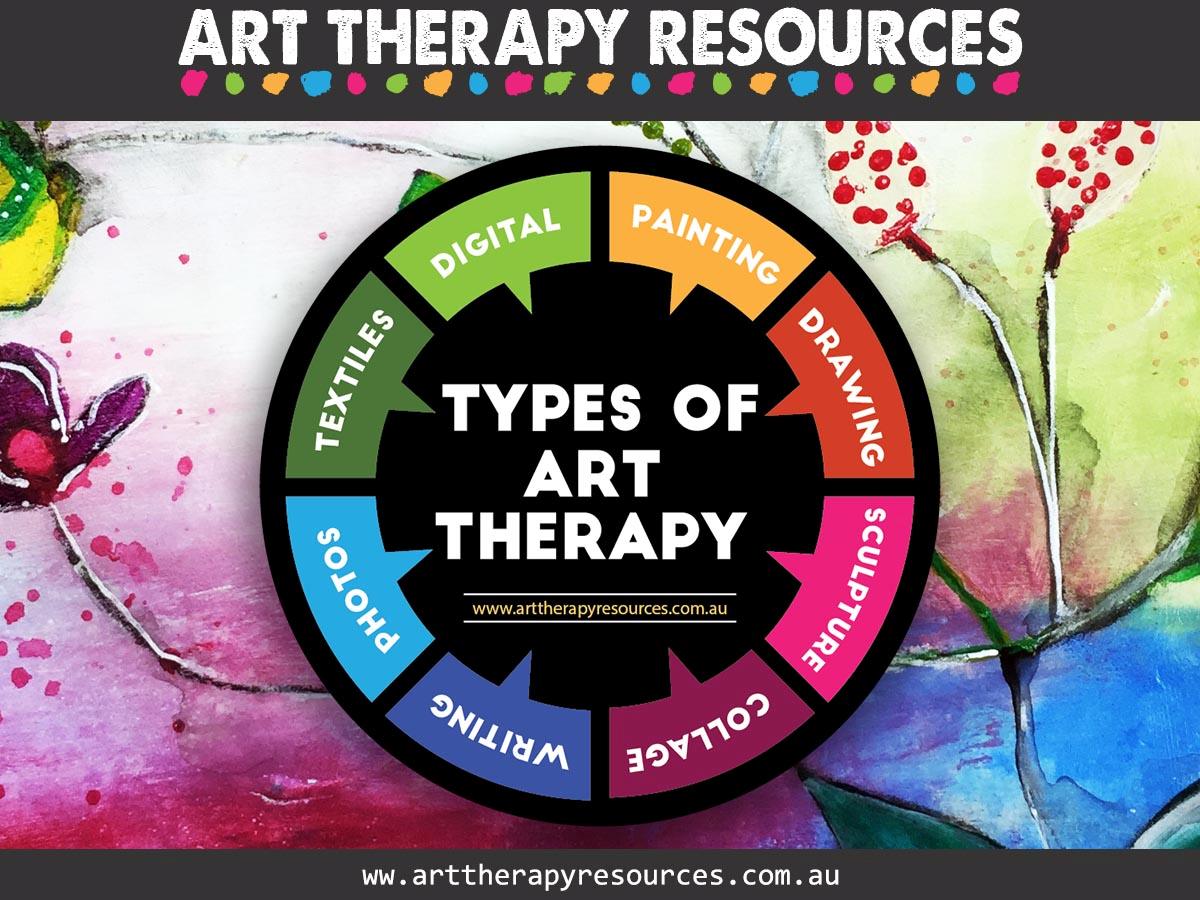 ART THERAPY RESOURCES
DIGITAL
PAINTING
DRAWING
SCULPTURE
COLLAGE
WRITING
PHOTOS
TEXTILES
TYPES OF
ART
THERAPY
www.arttherapyresources.com.au
ww.arttherapyresources.com.au